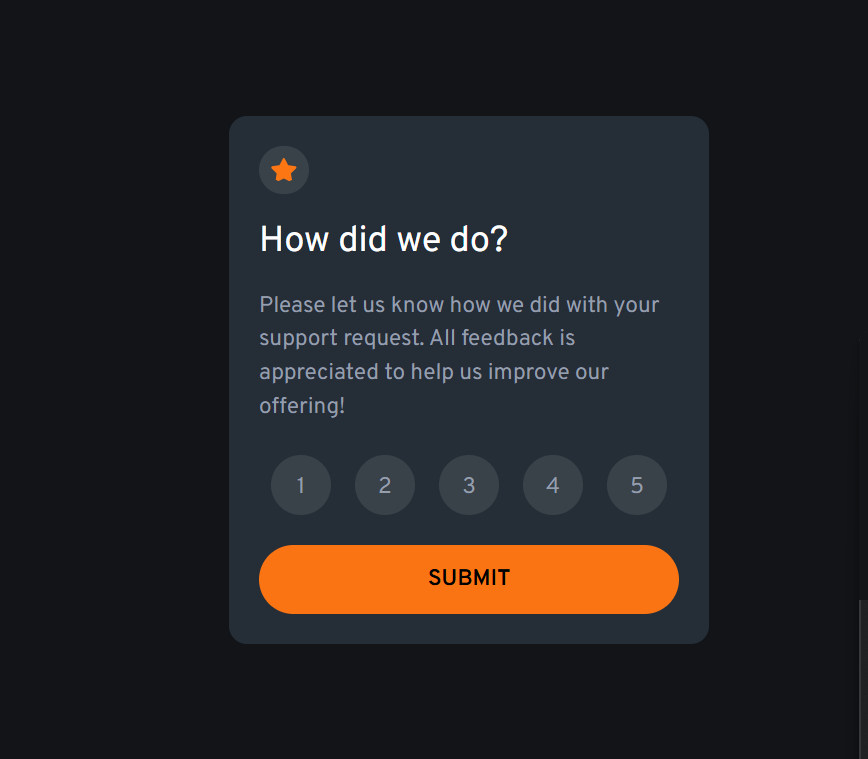 How did we do?
Please let us know how we did with your
support request. All feedback is
appreciated to help us improve our
offering!
1 2 3 4 5
SUBMIT